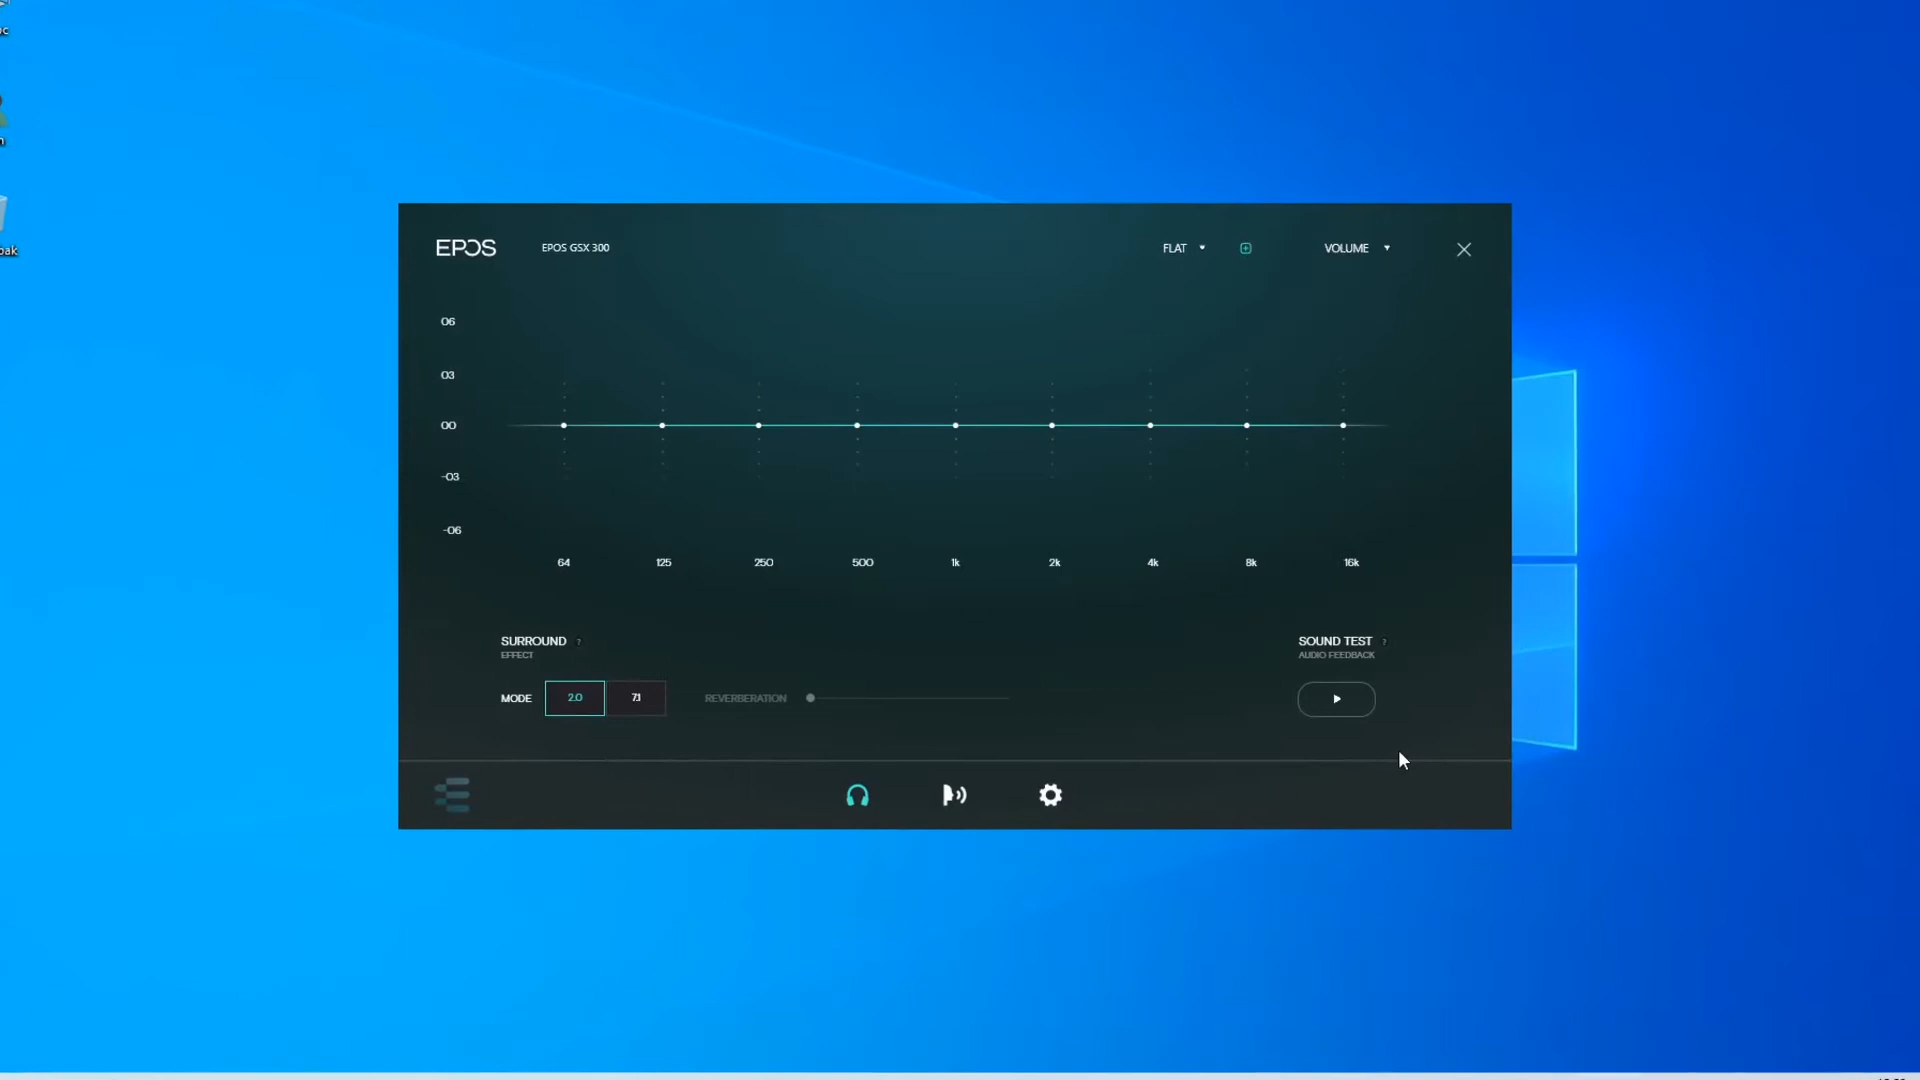 EPOS
EPOS GSX 300
FLAT
VOLUME
06
03
00
-03
-06
64 125 250 500 1k 2k 4k 8k 16k
SURROUND ?
EFFECT
SOUND TEST ?
AUDIO FEEDBACK
MODE 2.0 7.1 REVERBERATION